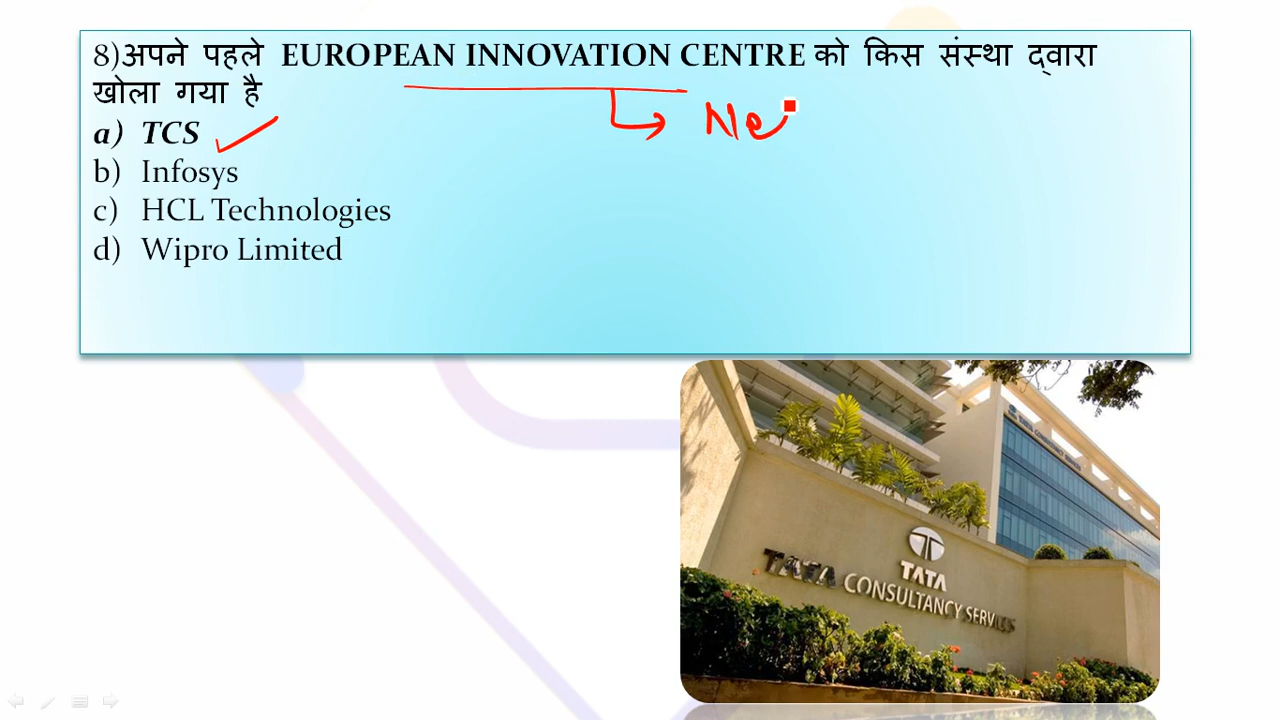 8)अपने पहले EUROPEAN INNOVATION CENTRE को किस संस्था द्वारा
खोला गया है
a) TCS
b) Infosys
c) HCL Technologies
d) Wipro Limited
Ne
TATA
TATA CONSULTANCY SERVICES